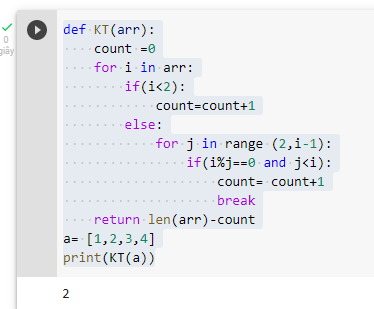 0
giây
def KT(arr):
    count =0
    for i in arr:
        if(i<2):
            count=count+1
        else:
            for j in range (2,i-1):
                if(i%j==0 and j<i):
                    count= count+1
                    break
    return len(arr)-count
a= [1,2,3,4]
print(KT(a))
2